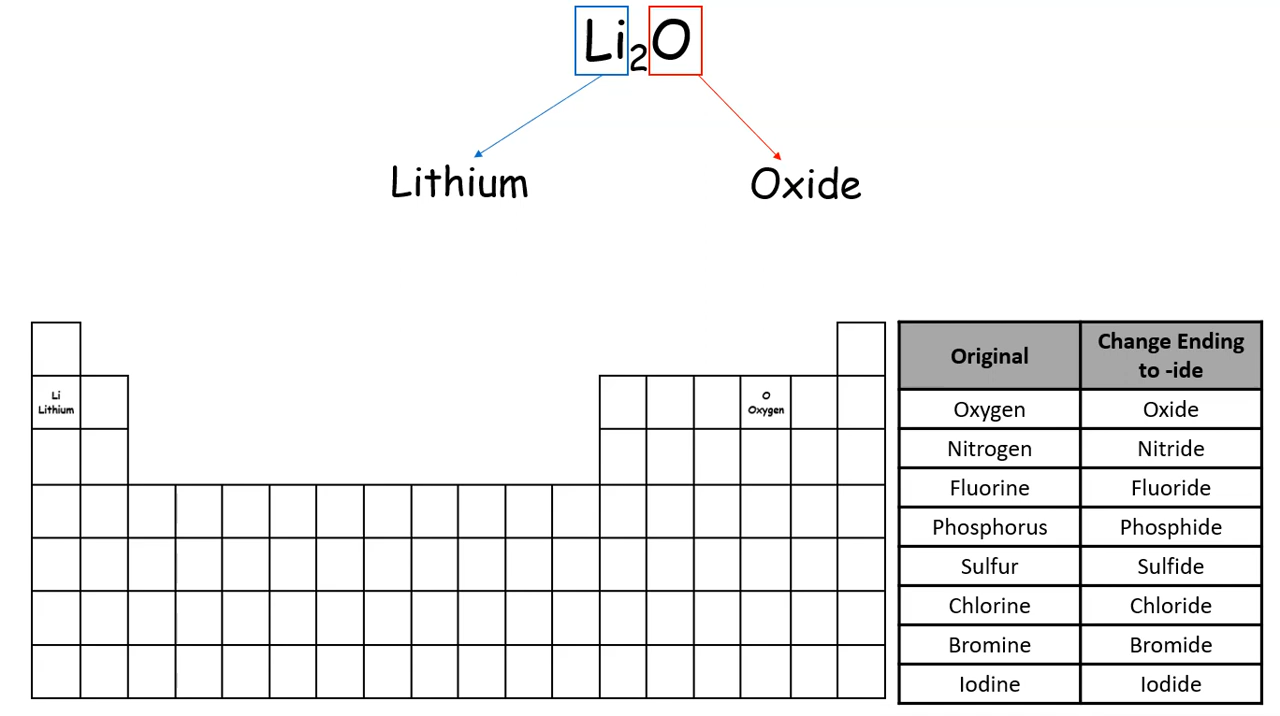 Li₂O
Lithium Oxide
Li
Lithium
O
Oxygen
Original Change Ending
to -ide
Oxygen Oxide
Nitrogen Nitride
Fluorine Fluoride
Phosphorus Phosphide
Sulfur Sulfide
Chlorine Chloride
Bromine Bromide
Iodine Iodide